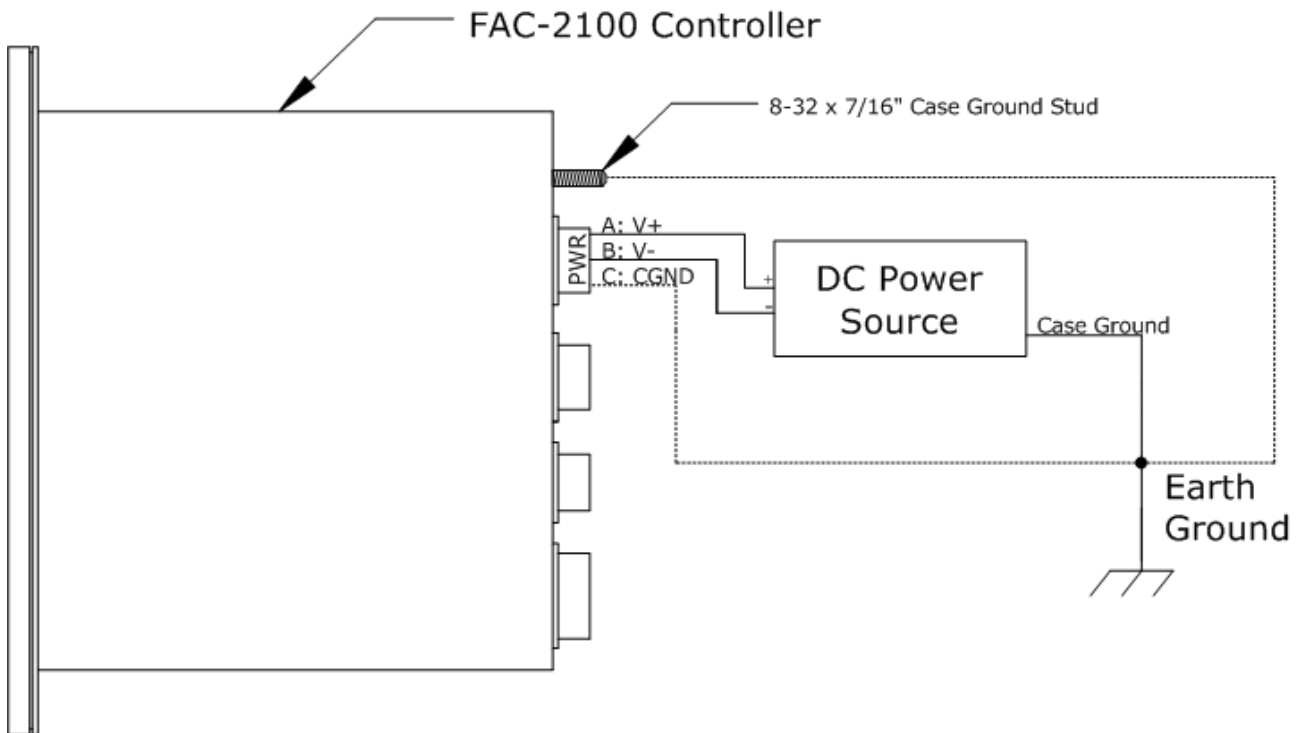 FAC-2100 Controller
8-32 x 7/16" Case Ground Stud
A: V+
B: V-
C: CGND
PWR
+
-
DC Power
Source
Case Ground
Earth
Ground